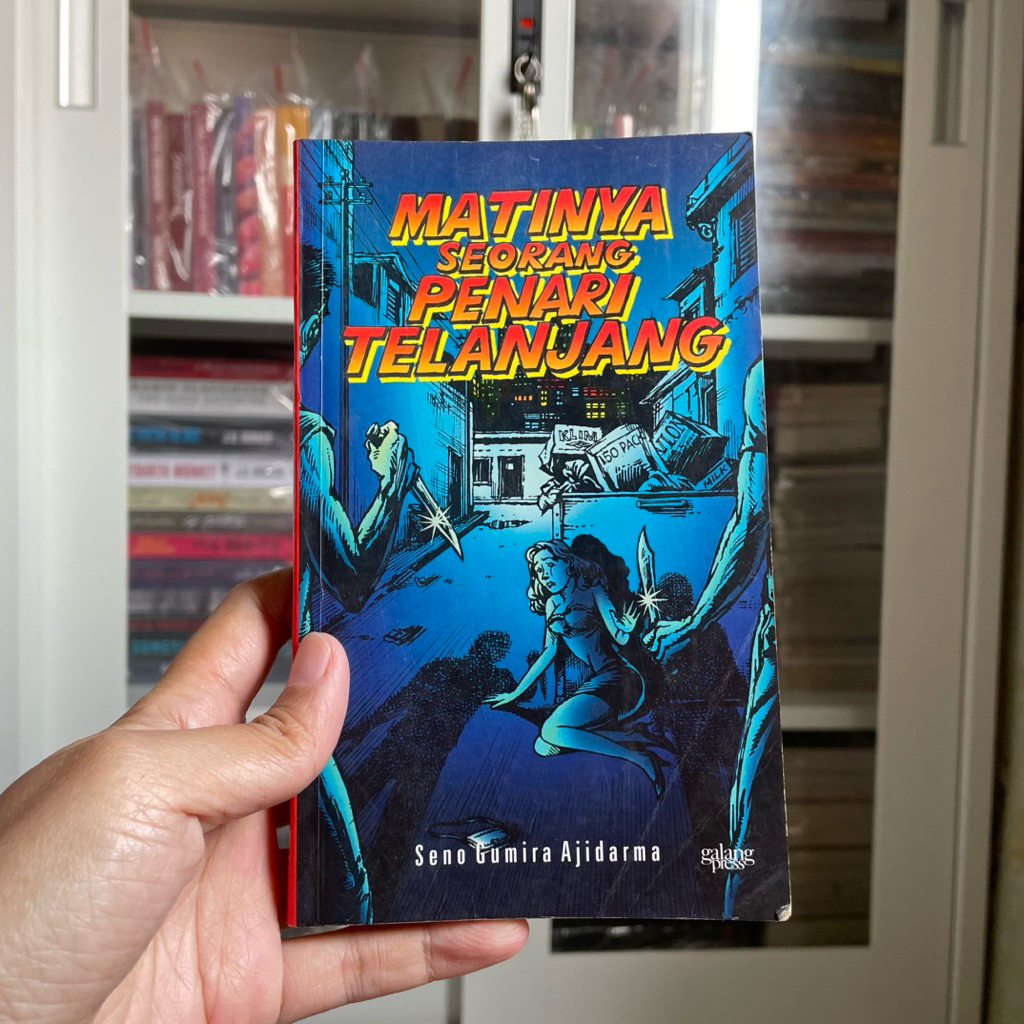 MATINYA
SEORANG
PENARI
TELANJANG
KLIM
150 PACK
MILK
Seno Gumira Ajidarma
galang
press